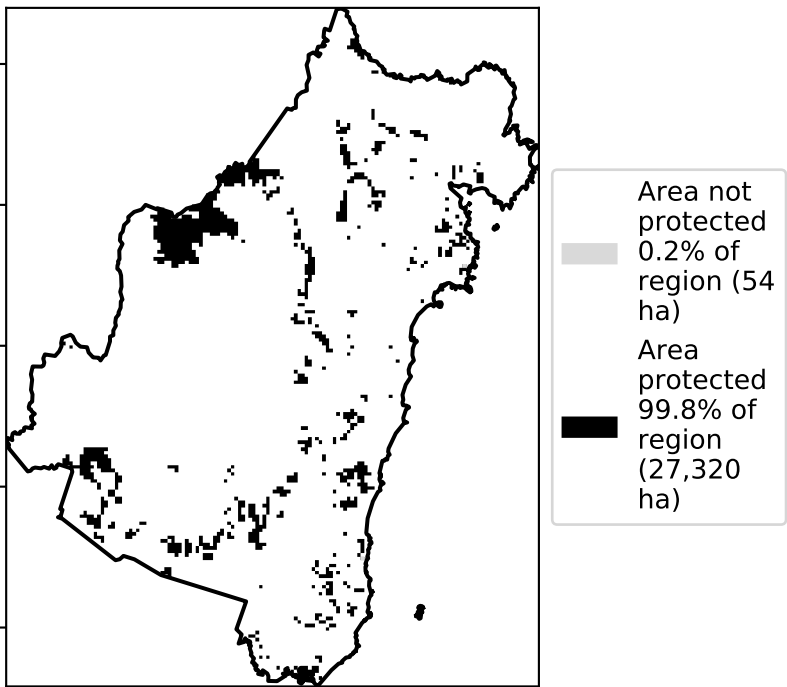 Area not
protected
0.2% of
region (54
ha)
Area
protected
99.8% of
region
(27,320
ha)